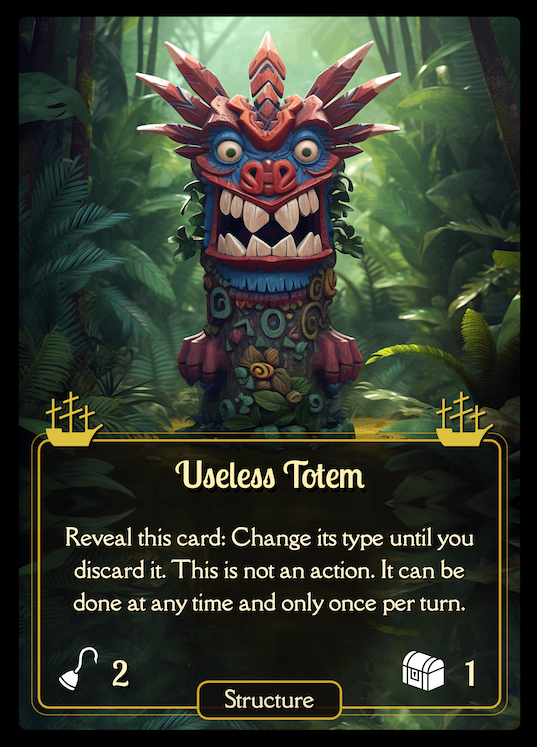 Useless Totem
Reveal this card: Change its type until you
discard it. This is not an action. It can be
done at any time and only once per turn.
2
1
Structure